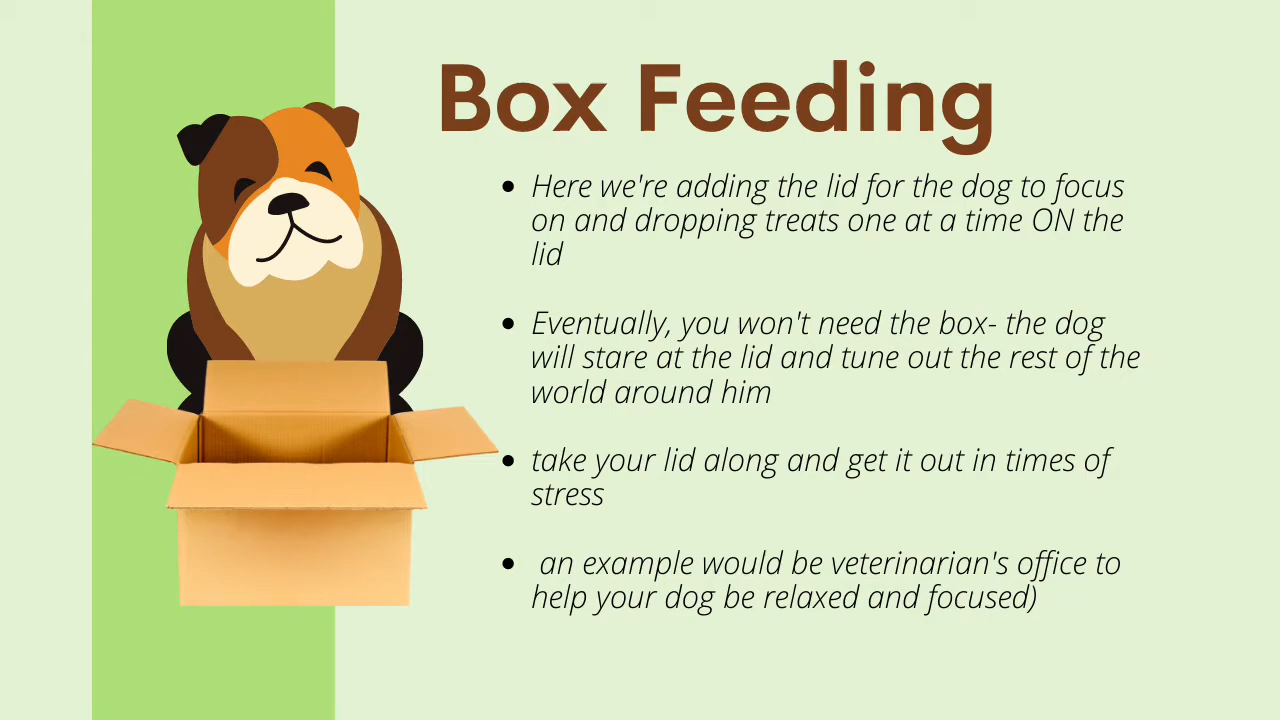 Box Feeding
• Here we're adding the lid for the dog to focus
on and dropping treats one at a time ON the
lid
• Eventually, you won't need the box- the dog
will stare at the lid and tune out the rest of the
world around him
• take your lid along and get it out in times of
stress
• an example would be veterinarian's office to
help your dog be relaxed and focused)